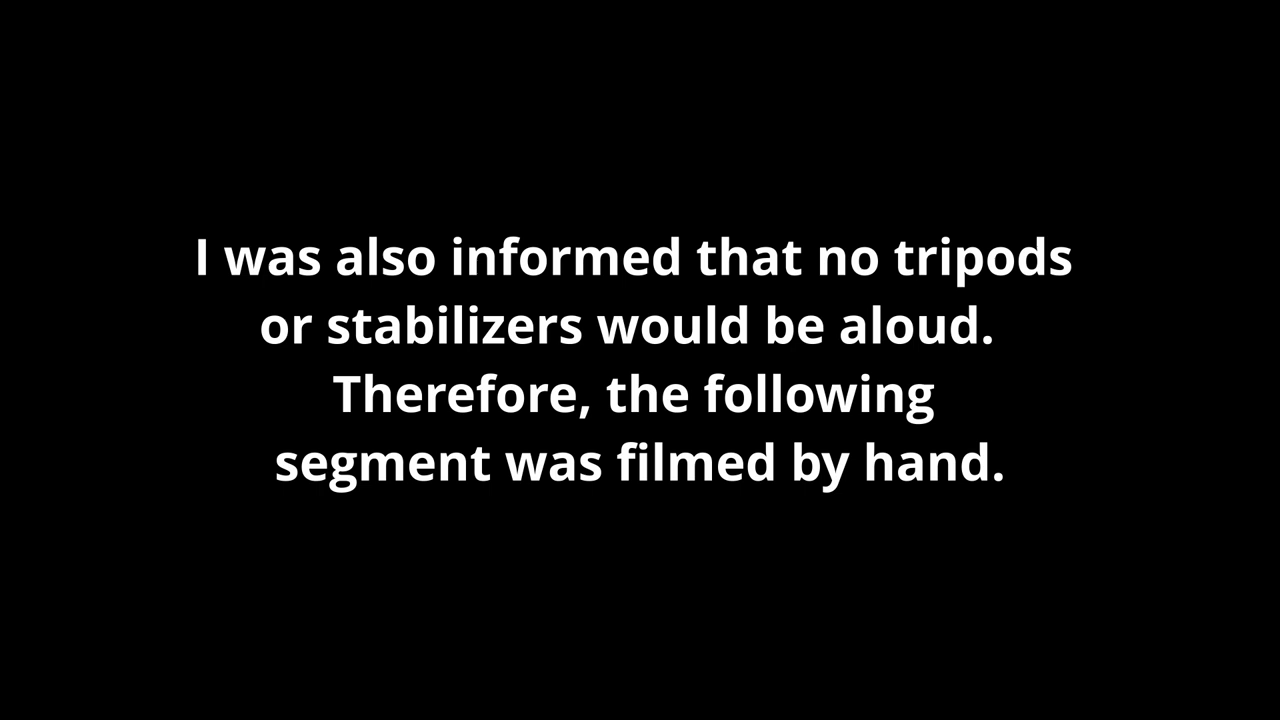 I was also informed that no tripods
or stabilizers would be aloud.
Therefore, the following
segment was filmed by hand.